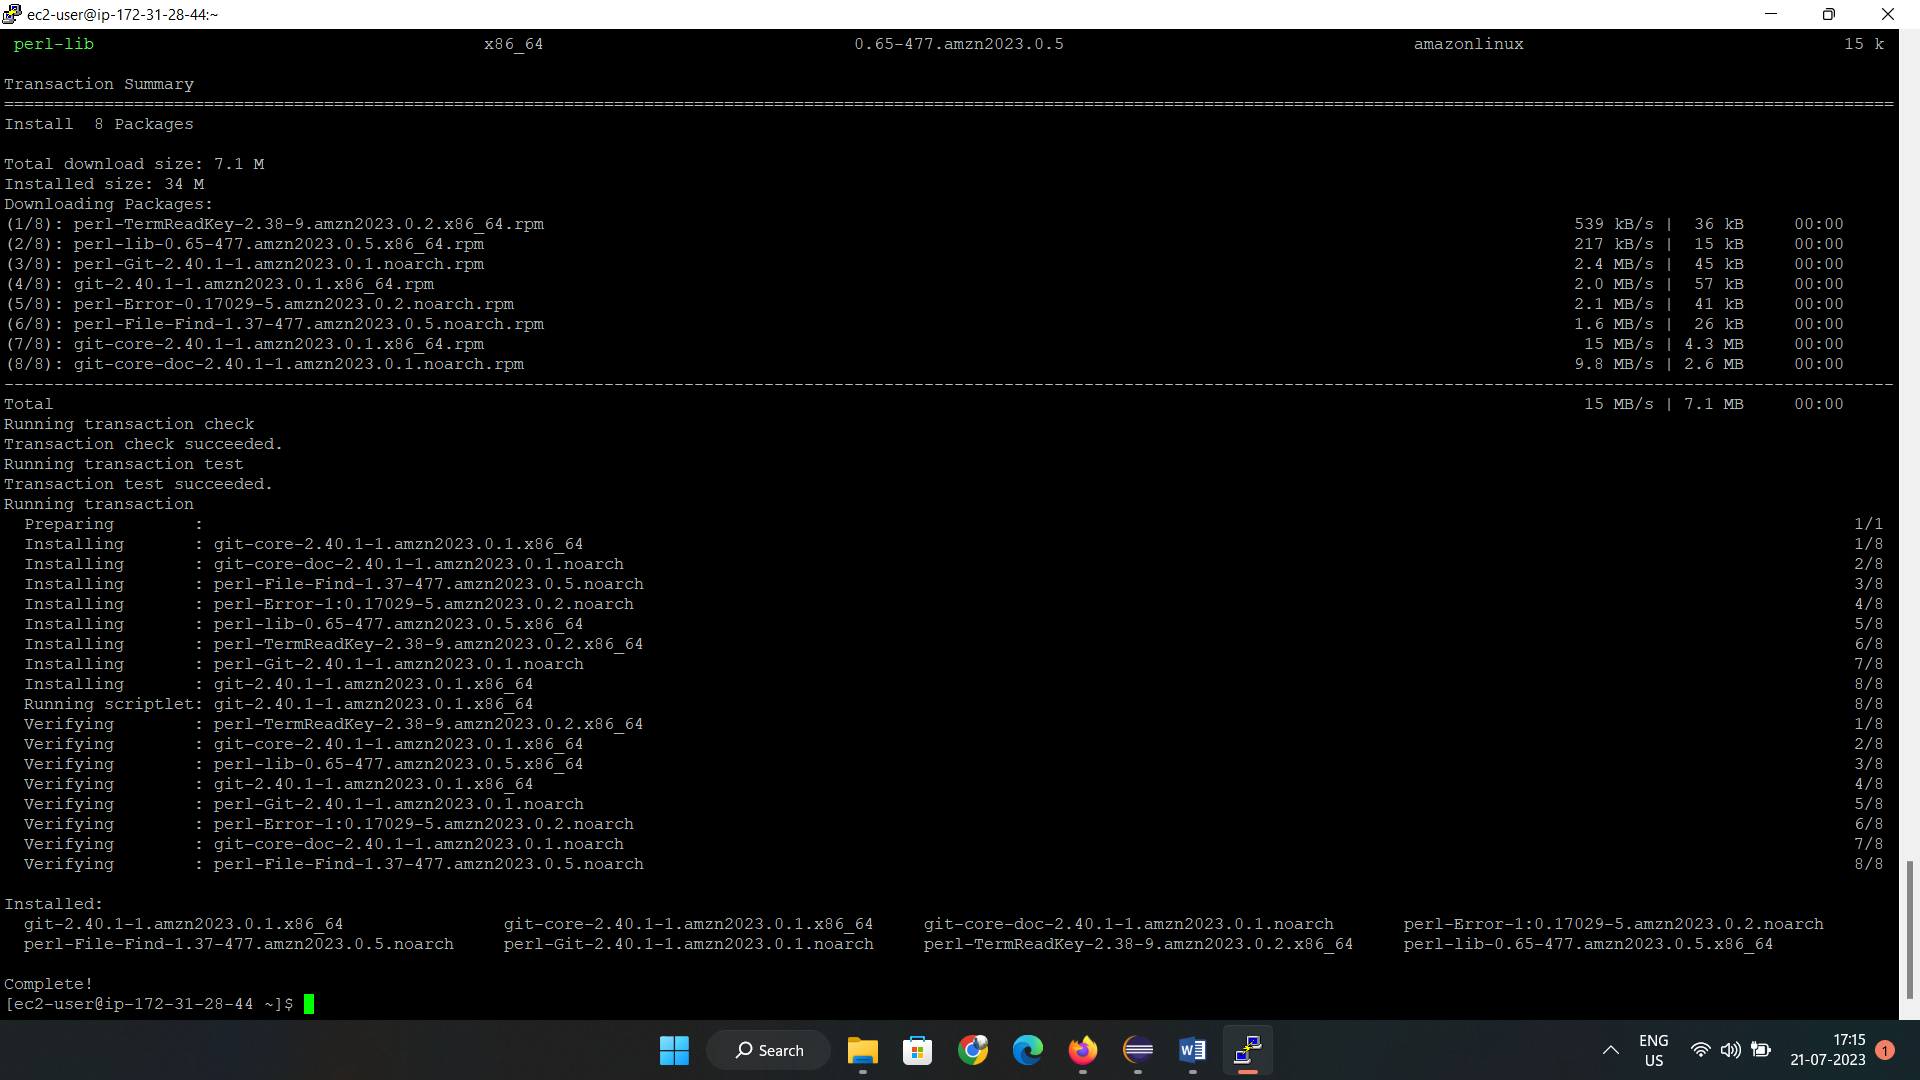 ec2-user@ip-172-31-28-44:~
perl-lib x86_64 0.65-477.amzn2023.0.5 amazonlinux 15 k
Transaction Summary
================================================================================
Install 8 Packages
Total download size: 7.1 M
Installed size: 34 M
Downloading Packages:
(1/8): perl-TermReadKey-2.38-9.amzn2023.0.2.x86_64.rpm 539 kB/s | 36 kB 00:00
(2/8): perl-lib-0.65-477.amzn2023.0.5.x86_64.rpm 217 kB/s | 15 kB 00:00
(3/8): perl-Git-2.40.1-1.amzn2023.0.1.noarch.rpm 2.4 MB/s | 45 kB 00:00
(4/8): git-2.40.1-1.amzn2023.0.1.x86_64.rpm 2.0 MB/s | 57 kB 00:00
(5/8): perl-Error-0.17029-5.amzn2023.0.2.noarch.rpm 2.1 MB/s | 41 kB 00:00
(6/8): perl-File-Find-1.37-477.amzn2023.0.5.noarch.rpm 1.6 MB/s | 26 kB 00:00
(7/8): git-core-2.40.1-1.amzn2023.0.1.x86_64.rpm 15 MB/s | 4.3 MB 00:00
(8/8): git-core-doc-2.40.1-1.amzn2023.0.1.noarch.rpm 9.8 MB/s | 2.6 MB 00:00
--------------------------------------------------------------------------------
Total 15 MB/s | 7.1 MB 00:00
Running transaction check
Transaction check succeeded.
Running transaction test
Transaction test succeeded.
Running transaction
Preparing : 1/1
Installing : git-core-2.40.1-1.amzn2023.0.1.x86_64 1/8
Installing : git-core-doc-2.40.1-1.amzn2023.0.1.noarch 2/8
Installing : perl-File-Find-1.37-477.amzn2023.0.5.noarch 3/8
Installing : perl-Error-1:0.17029-5.amzn2023.0.2.noarch 4/8
Installing : perl-lib-0.65-477.amzn2023.0.5.x86_64 5/8
Installing : perl-TermReadKey-2.38-9.amzn2023.0.2.x86_64 6/8
Installing : perl-Git-2.40.1-1.amzn2023.0.1.noarch 7/8
Installing : git-2.40.1-1.amzn2023.0.1.x86_64 8/8
Running scriptlet: git-2.40.1-1.amzn2023.0.1.x86_64 8/8
Verifying : perl-TermReadKey-2.38-9.amzn2023.0.2.x86_64 1/8
Verifying : git-core-2.40.1-1.amzn2023.0.1.x86_64 2/8
Verifying : perl-lib-0.65-477.amzn2023.0.5.x86_64 3/8
Verifying : git-2.40.1-1.amzn2023.0.1.x86_64 4/8
Verifying : perl-Git-2.40.1-1.amzn2023.0.1.noarch 5/8
Verifying : perl-Error-1:0.17029-5.amzn2023.0.2.noarch 6/8
Verifying : git-core-doc-2.40.1-1.amzn2023.0.1.noarch 7/8
Verifying : perl-File-Find-1.37-477.amzn2023.0.5.noarch 8/8
Installed:
git-2.40.1-1.amzn2023.0.1.x86_64 git-core-2.40.1-1.amzn2023.0.1.x86_64 git-core-doc-2.40.1-1.amzn2023.0.1.noarch perl-Error-1:0.17029-5.amzn2023.0.2.noarch
perl-File-Find-1.37-477.amzn2023.0.5.noarch perl-Git-2.40.1-1.amzn2023.0.1.noarch perl-TermReadKey-2.38-9.amzn2023.0.2.x86_64 perl-lib-0.65-477.amzn2023.0.5.x86_64
Complete!
[ec2-user@ip-172-31-28-44 ~]$
Search
ENG
US
17:15
21-07-2023
1